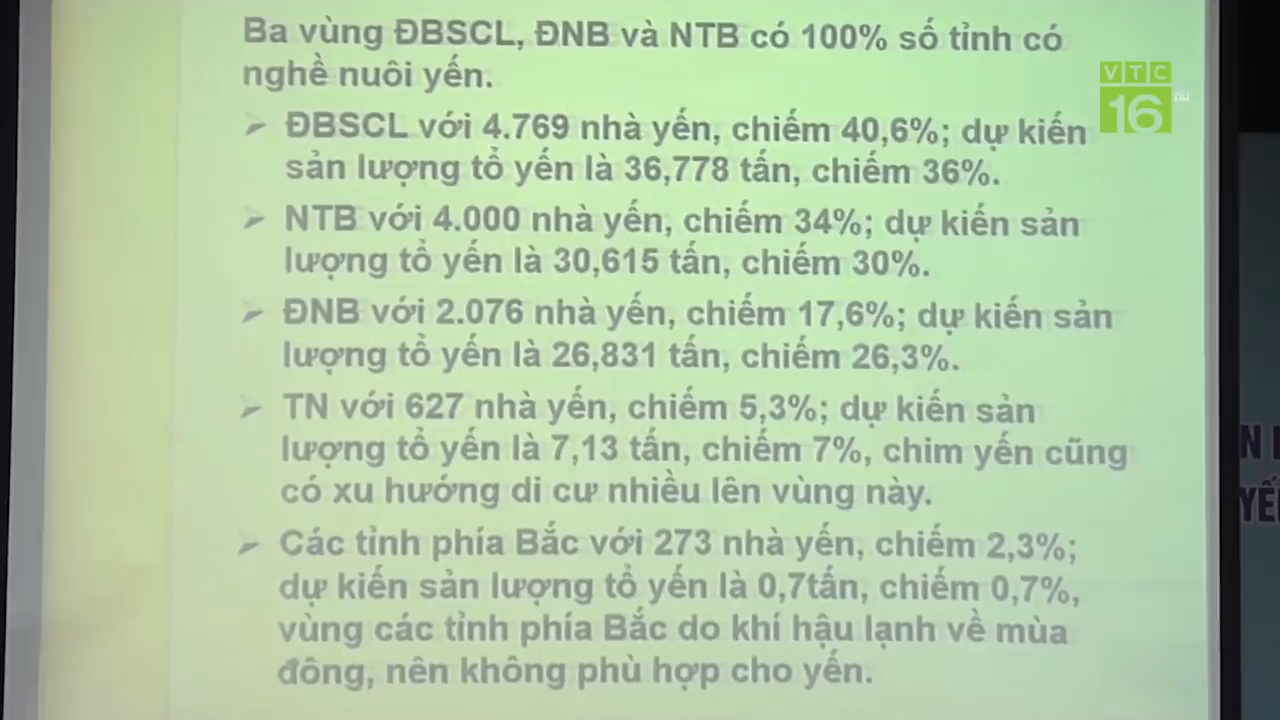 Ba vùng ĐBSCL, ĐNB và NTB có 100% số tỉnh có
nghề nuôi yến.
➢ ĐBSCL với 4.769 nhà yến, chiếm 40,6%; dự kiến
sản lượng tổ yến là 36,778 tấn, chiếm 36%.
➢ NTB với 4.000 nhà yến, chiếm 34%; dự kiến sản
lượng tổ yến là 30,615 tấn, chiếm 30%.
➢ ĐNB với 2.076 nhà yến, chiếm 17,6%; dự kiến sản
lượng tổ yến là 26,831 tấn, chiếm 26,3%.
➢ TN với 627 nhà yến, chiếm 5,3%; dự kiến sản
lượng tổ yến là 7,13 tấn, chiếm 7%, chim yến cũng
có xu hướng di cư nhiều lên vùng này.
➢ Các tỉnh phía Bắc với 273 nhà yến, chiếm 2,3%;
dự kiến sản lượng tổ yến là 0,7tấn, chiếm 0,7%,
vùng các tỉnh phía Bắc do khí hậu lạnh về mùa
đông, nên không phù hợp cho yến.
VTC
16
HD
N
YẾ